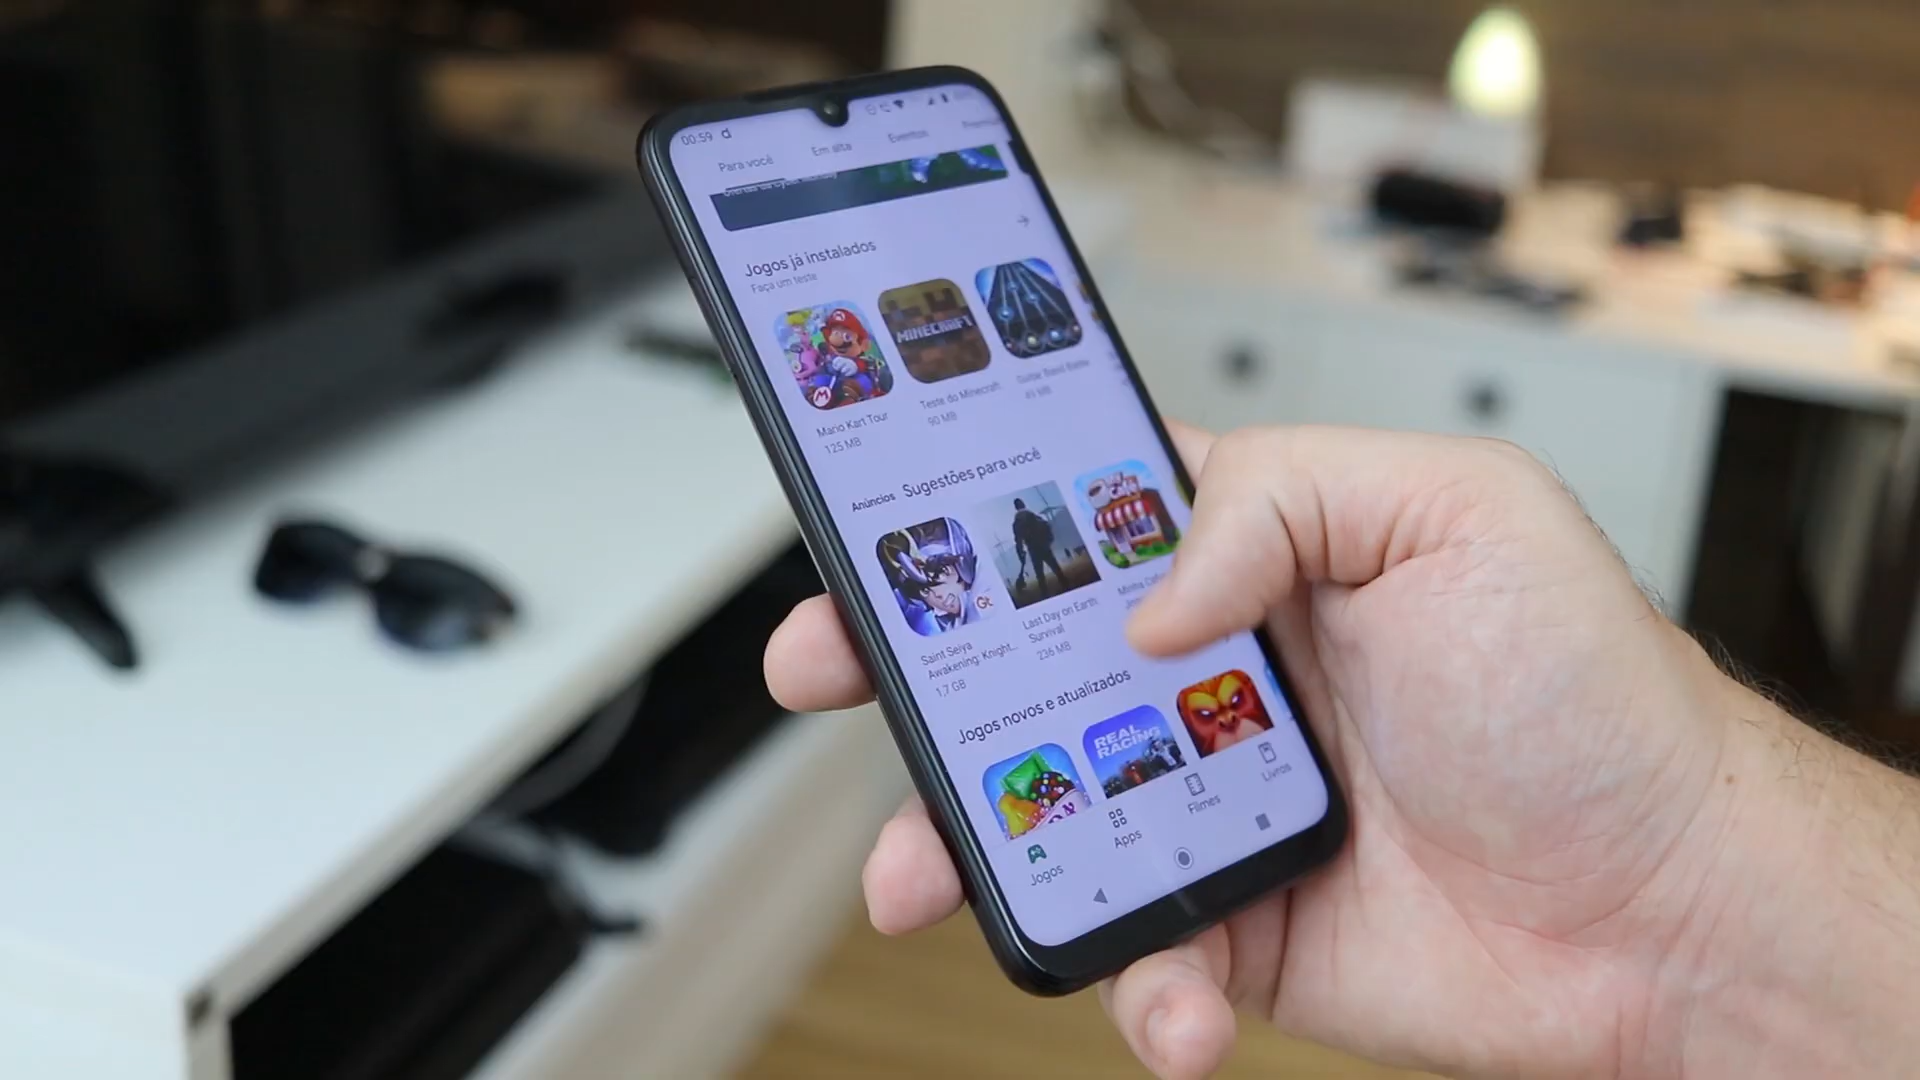 00:59
Para você
Em alta
Eventos
Jogos já instalados
Faça um teste
MINECRAFT
Mario Kart Tour
125 MB
Teste do Minecraft
90 MB
Anúncios Sugestões para você
Saint Seiya
Awakening: Knight...
1,7 GB
Last Day on Earth
Survival
236 MB
Jogos novos e atualizados
REAL
RACING
Jogos
Apps
Filmes
Livros